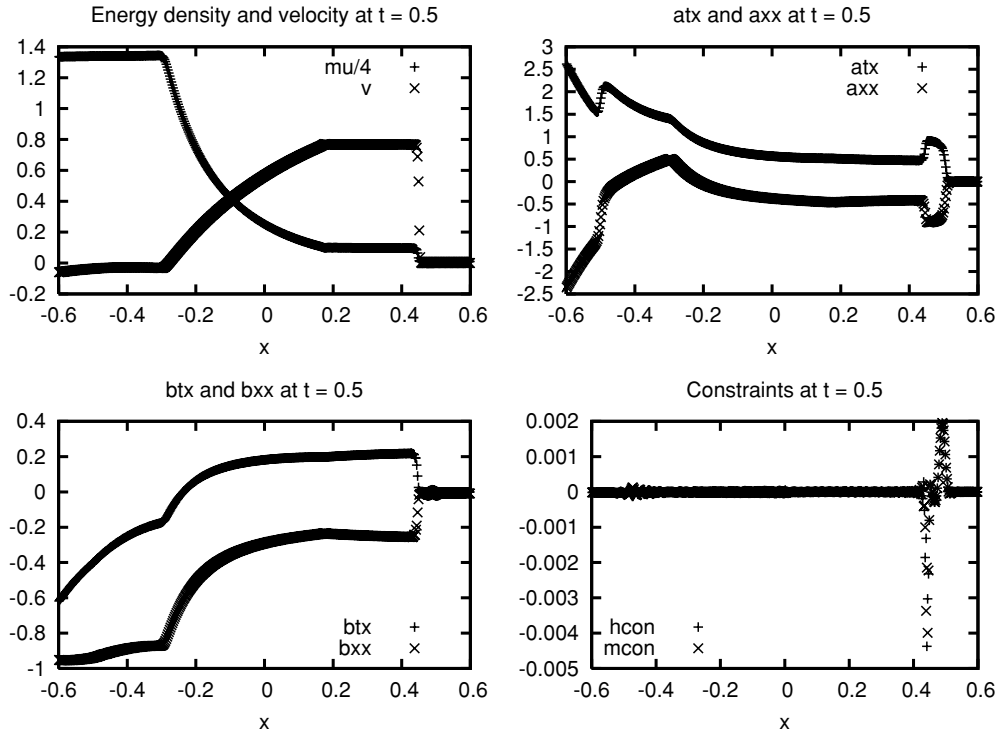 Energy density and velocity at t = 0.5
1.4
1.2
1
0.8
0.6
0.4
0.2
0
-0.2
mu/4 +
v ×
-0.6 -0.4 -0.2 0 0.2 0.4 0.6
x
atx and axx at t = 0.5
3
2.5
2
1.5
1
0.5
0
-0.5
-1
-1.5
-2
-2.5
atx +
axx ×
-0.6 -0.4 -0.2 0 0.2 0.4 0.6
x
btx and bxx at t = 0.5
0.4
0.2
0
-0.2
-0.4
-0.6
-0.8
-1
btx +
bxx ×
-0.6 -0.4 -0.2 0 0.2 0.4 0.6
x
Constraints at t = 0.5
0.002
0.001
0
-0.001
-0.002
-0.003
-0.004
-0.005
hcon +
mcon ×
-0.6 -0.4 -0.2 0 0.2 0.4 0.6
x